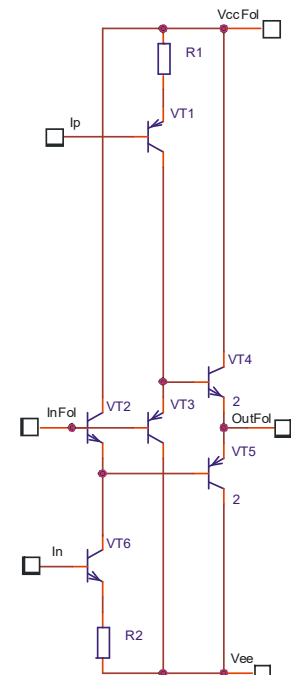 VccFol
R1
VT1
Ip
VT4
VT2
VT3
2
InFol
OutFol
VT5
2
VT6
In
R2
Vee